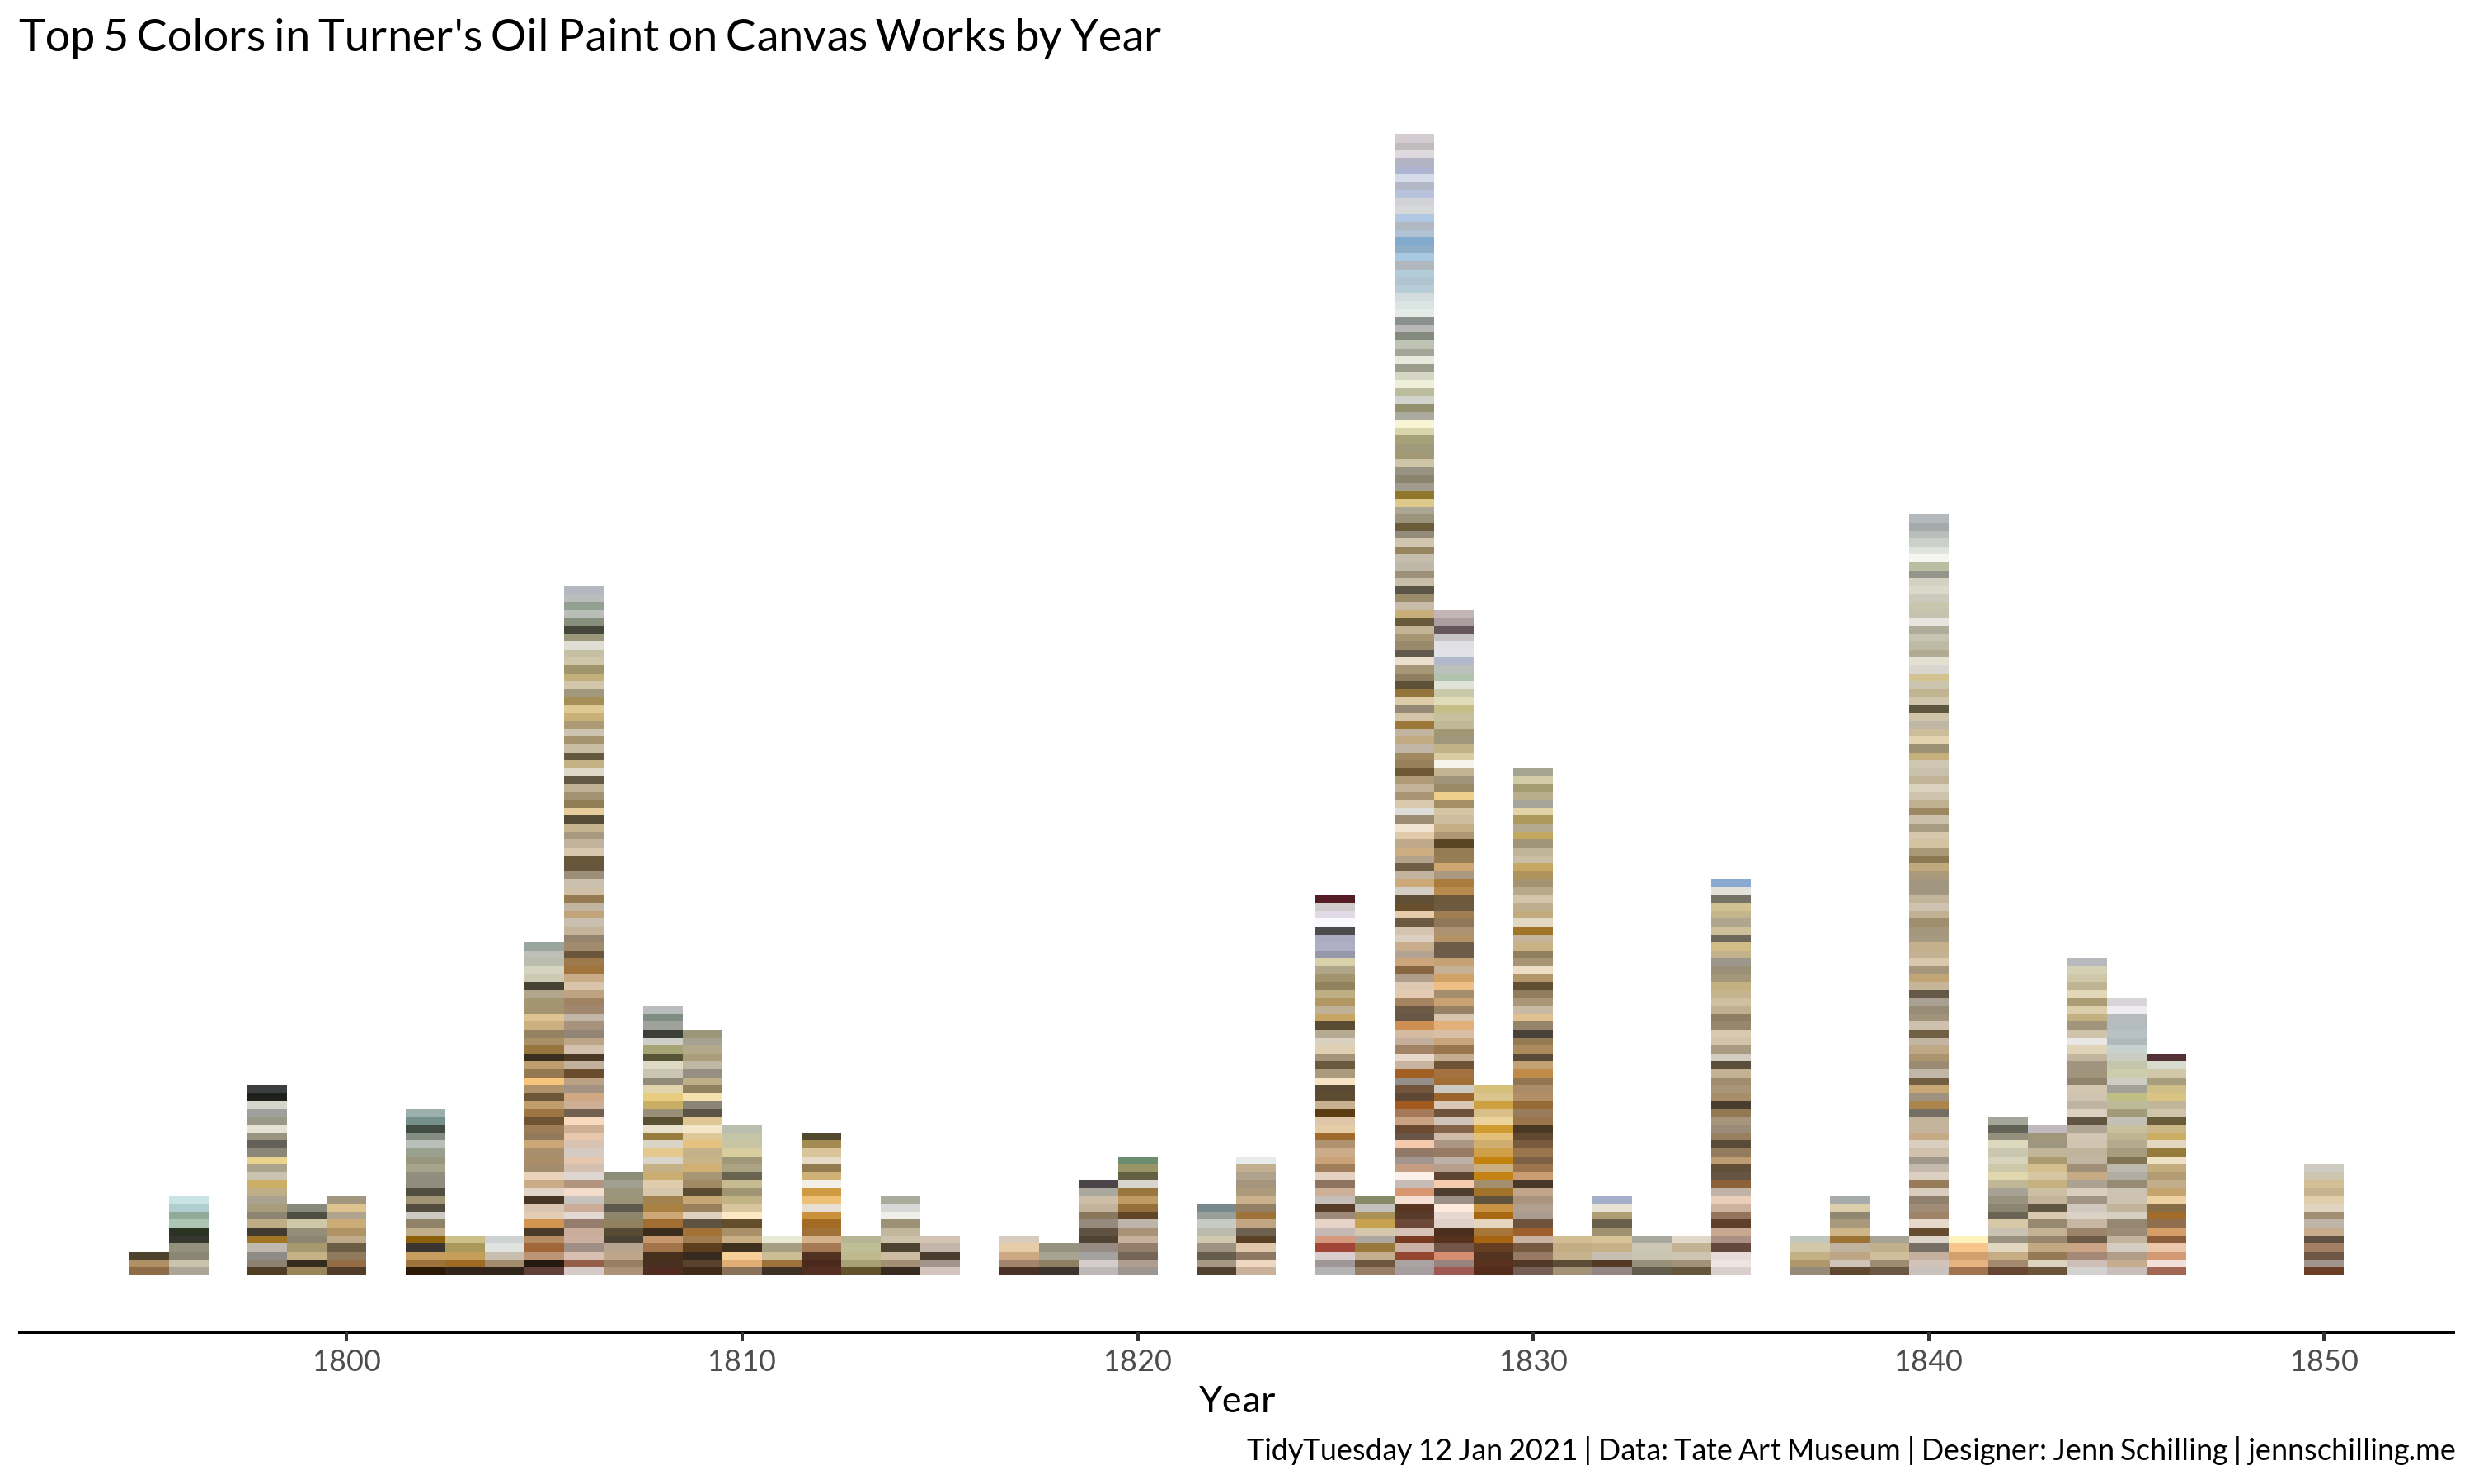 Top 5 Colors in Turner's Oil Paint on Canvas Works by Year
1800 1810 1820 1830 1840 1850
Year
TidyTuesday 12 Jan 2021 | Data: Tate Art Museum | Designer: Jenn Schilling | jennschilling.me